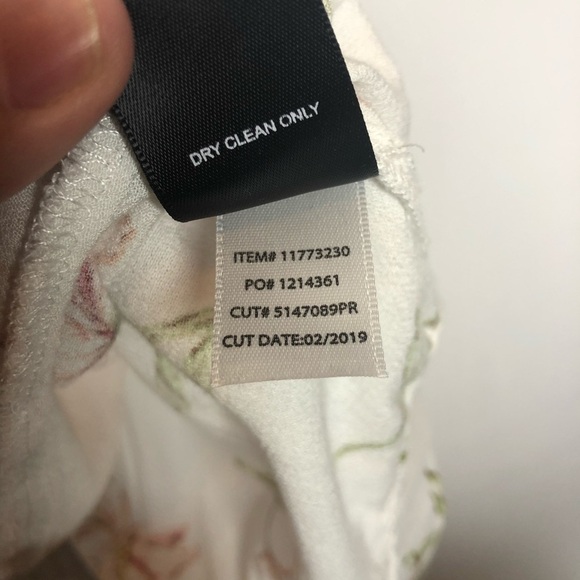 DRY CLEAN ONLY
ITEM# 11773230
PO# 1214361
CUT# 5147089PR
CUT DATE:02/2019